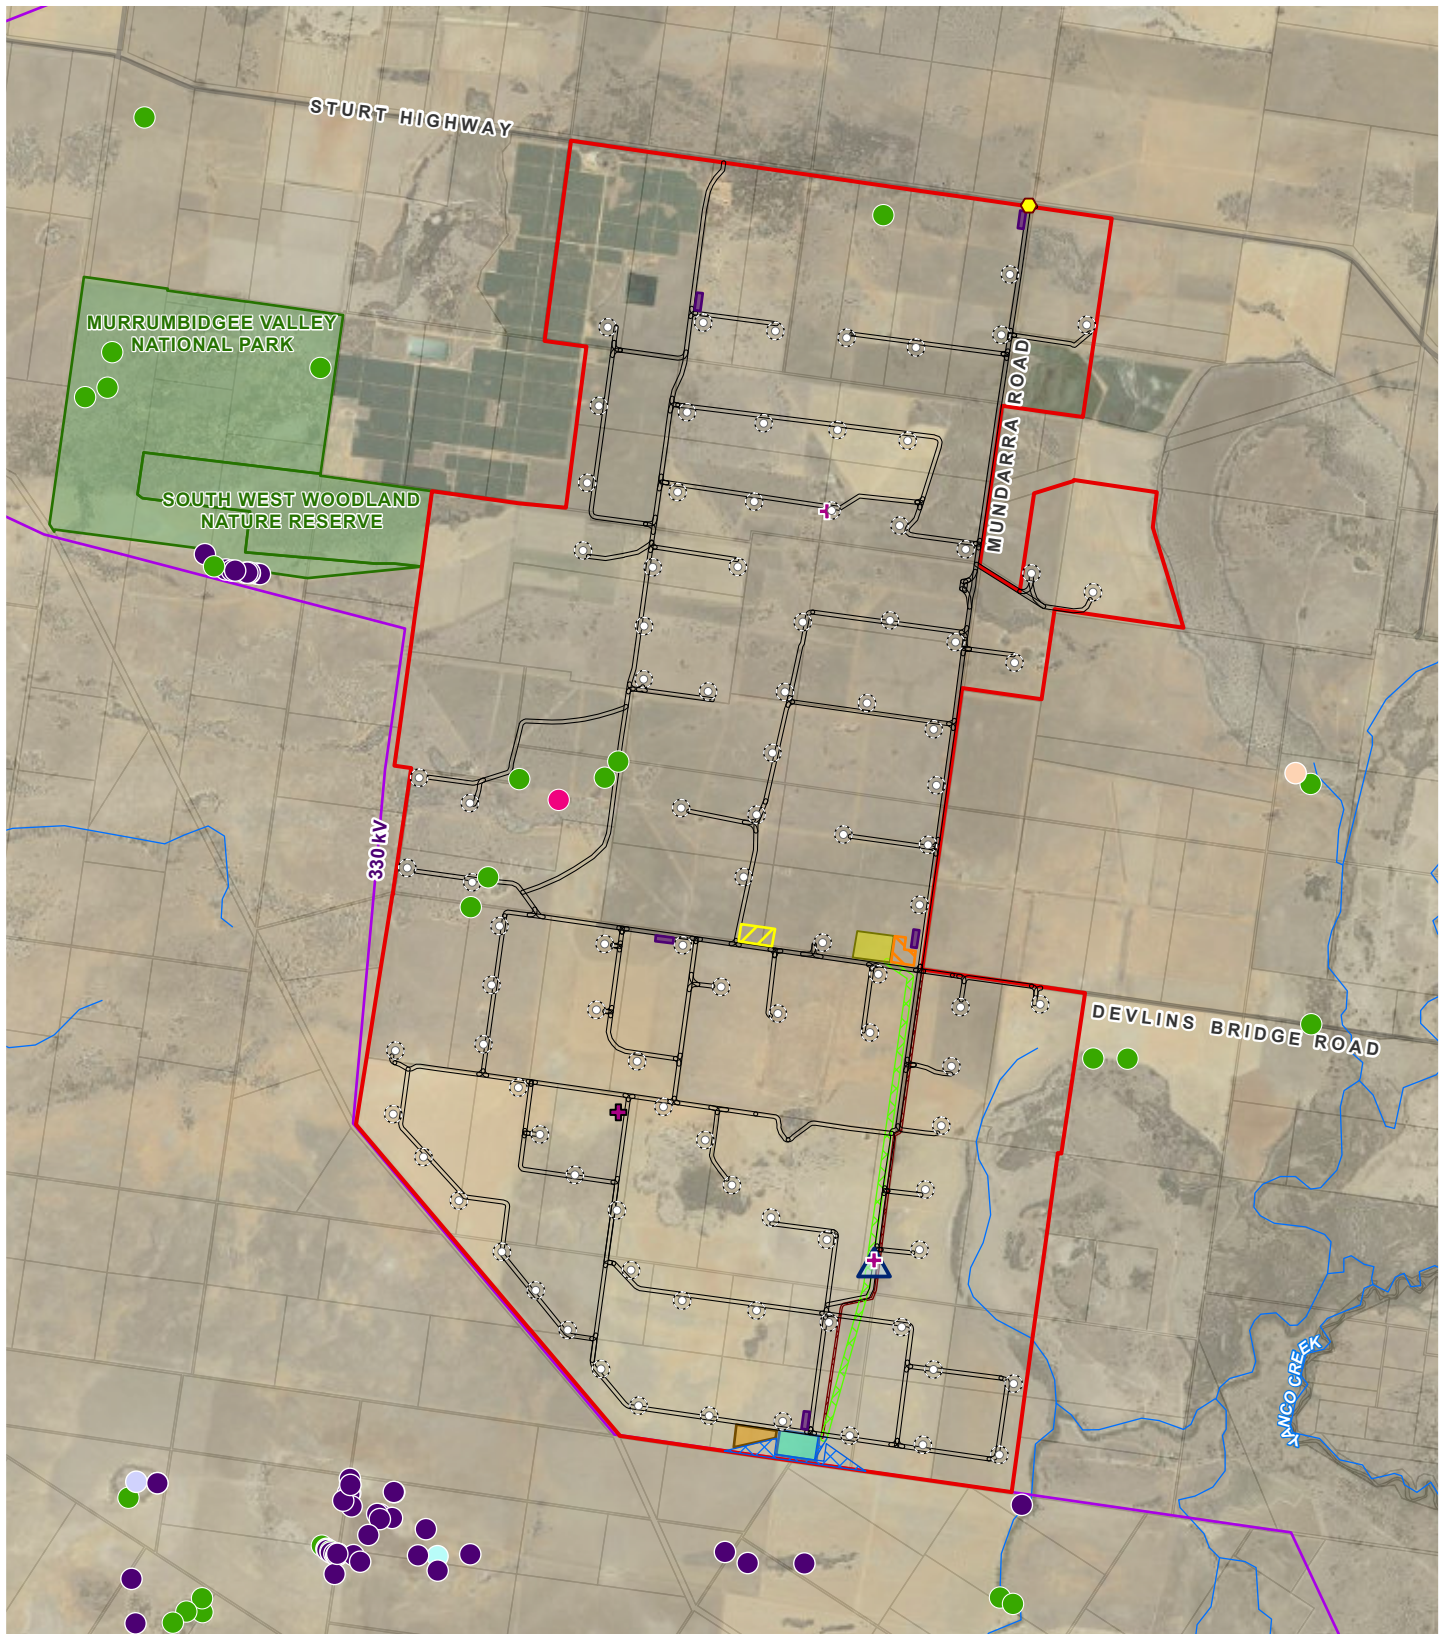 STURT HIGHWAY
MURRUMBIDGEE VALLEY
NATIONAL PARK
MUNDARRA ROAD
SOUTH WEST WOODLAND
NATURE RESERVE
330 kV
DEVLINS BRIDGE ROAD
YANCO CREEK